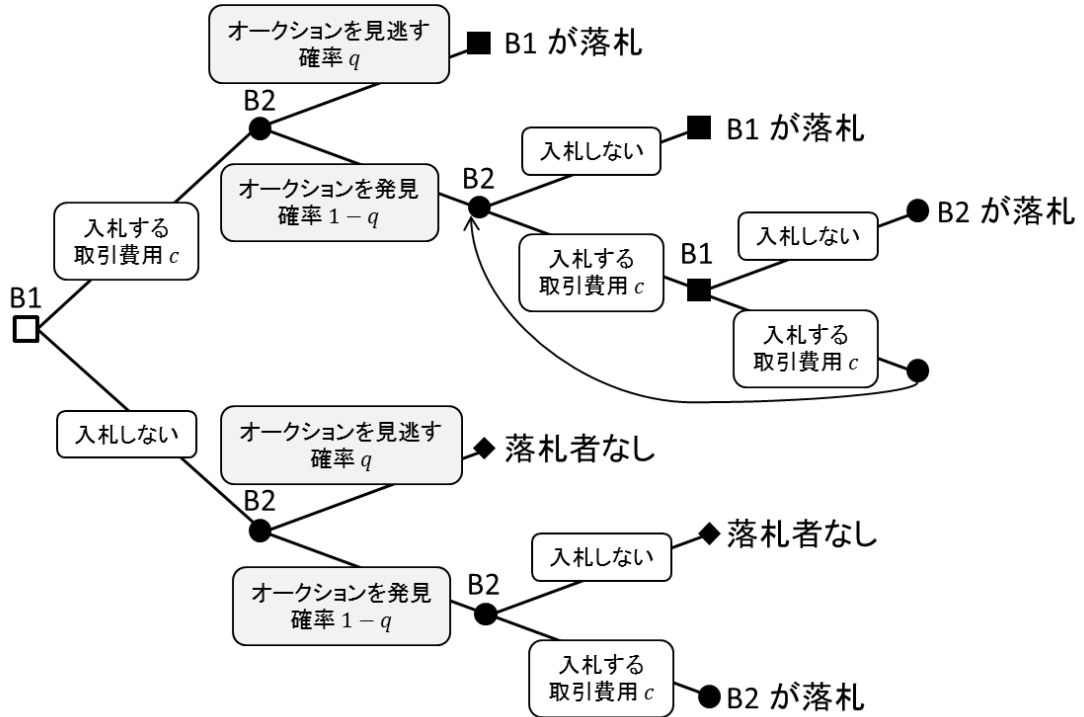 オークションを見逃す
確率 q
B1 が落札
B2
B1 が落札
入札しない
オークションを発見
確率 1 − q
B2
B2 が落札
入札しない
入札する
取引費用 c
入札する
取引費用 c
B1
B1
入札する
取引費用 c
入札しない
オークションを見逃す
確率 q
落札者なし
B2
落札者なし
入札しない
オークションを発見
確率 1 − q
B2
入札する
取引費用 c
B2 が落札